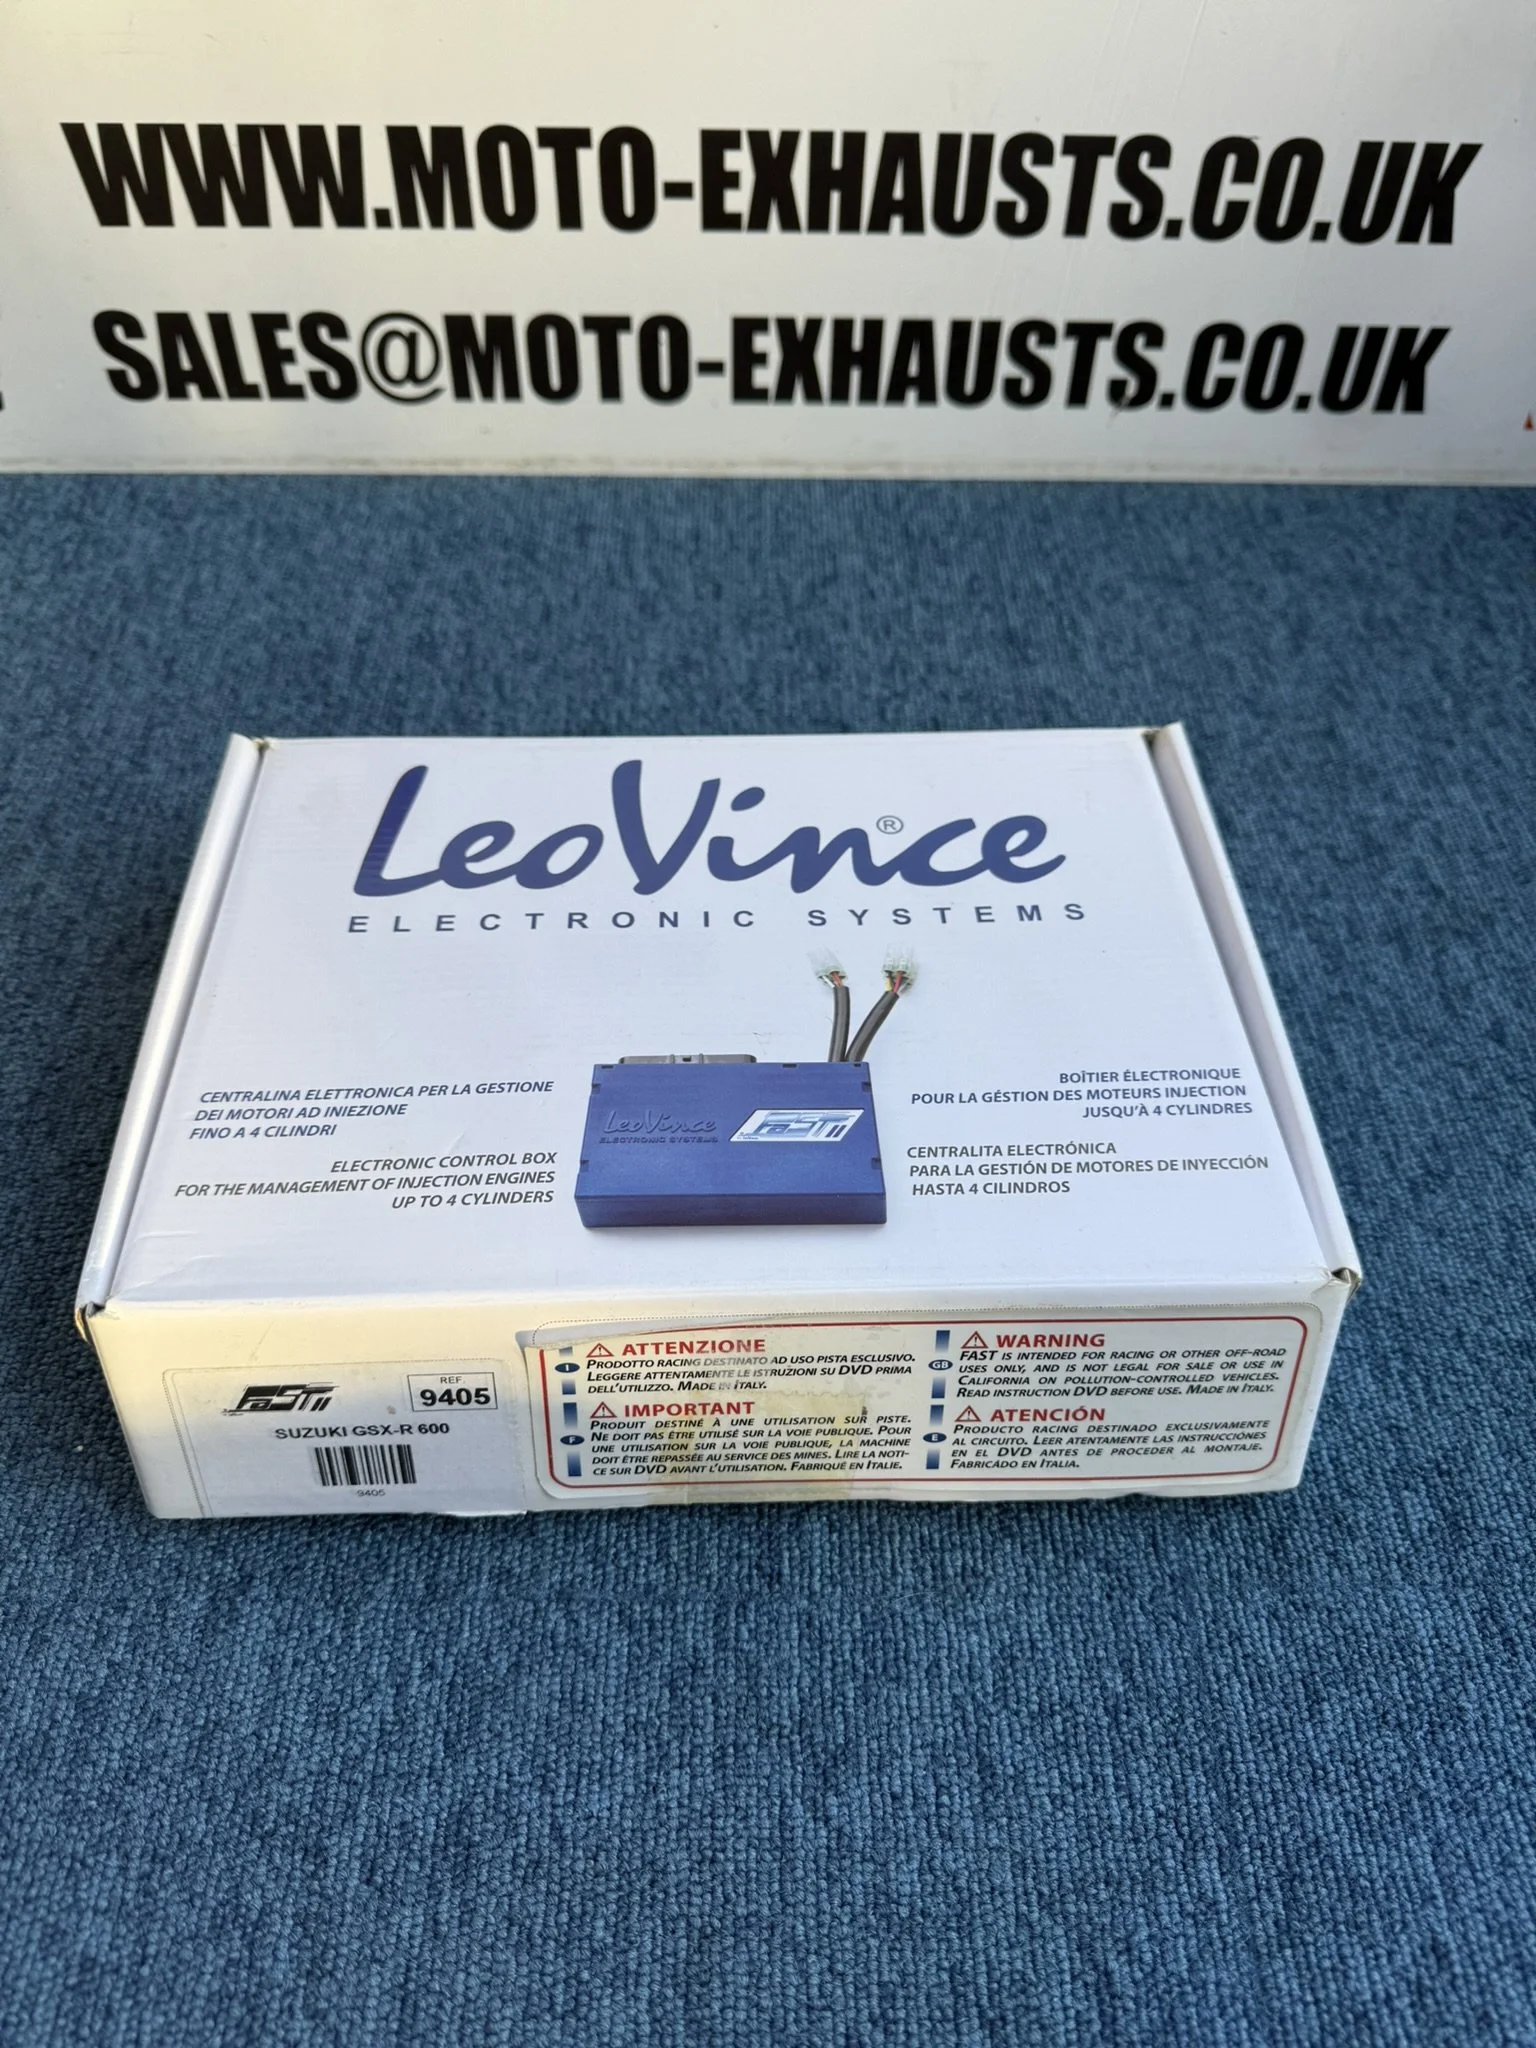 WWW.MOTO-EXHAUSTS.CO.UK
SALES@MOTO-EXHAUSTS.CO.UK
LeoVince®
ELECTRONIC SYSTEMS
CENTRALINA ELETTRONICA PER LA GESTIONE
DEI MOTORI AD INIEZIONE
FINO A 4 CILINDRI
ELECTRONIC CONTROL BOX
FOR THE MANAGEMENT OF INJECTION ENGINES
UP TO 4 CYLINDERS
LeoVince
ELECTRONIC SYSTEMS
FaST II
BOÎTIER ÉLECTRONIQUE
POUR LA GÉSTION DES MOTEURS INJECTION
JUSQU'À 4 CYLINDRES
CENTRALITA ELECTRÓNICA
PARA LA GESTIÓN DE MOTORES DE INYECCIÓN
HASTA 4 CILINDROS
FaST II
REF.
9405
SUZUKI GSX-R 600
9405
ATTENZIONE
I
PRODOTTO RACING DESTINATO AD USO PISTA ESCLUSIVO.
LEGGERE ATTENTAMENTE LE ISTRUZIONI SU DVD PRIMA
DELL'UTILIZZO. MADE IN ITALY.
IMPORTANT
F
PRODUIT DESTINÉ À UNE UTILISATION SUR PISTE.
NE DOIT PAS ÊTRE UTILISÉ SUR LA VOIE PUBLIQUE. POUR
UNE UTILISATION SUR LA VOIE PUBLIQUE, LA MACHINE
DOIT ÊTRE REPASSÉE AU SERVICE DES MINES. LIRE LA NOTI-
CE SUR DVD AVANT L'UTILISATION. FABRIQUÉ EN ITALIE.
WARNING
GB
FAST IS INTENDED FOR RACING OR OTHER OFF-ROAD
USES ONLY, AND IS NOT LEGAL FOR SALE OR USE IN
CALIFORNIA ON POLLUTION-CONTROLLED VEHICLES.
READ INSTRUCTION DVD BEFORE USE. MADE IN ITALY.
ATENCIÓN
E
PRODUCTO RACING DESTINADO EXCLUSIVAMENTE
AL CIRCUITO. LEER ATENTAMENTE LAS INSTRUCCIÓNES
EN EL DVD ANTES DE PROCEDER AL MONTAJE.
FABRICADO EN ITALIA.